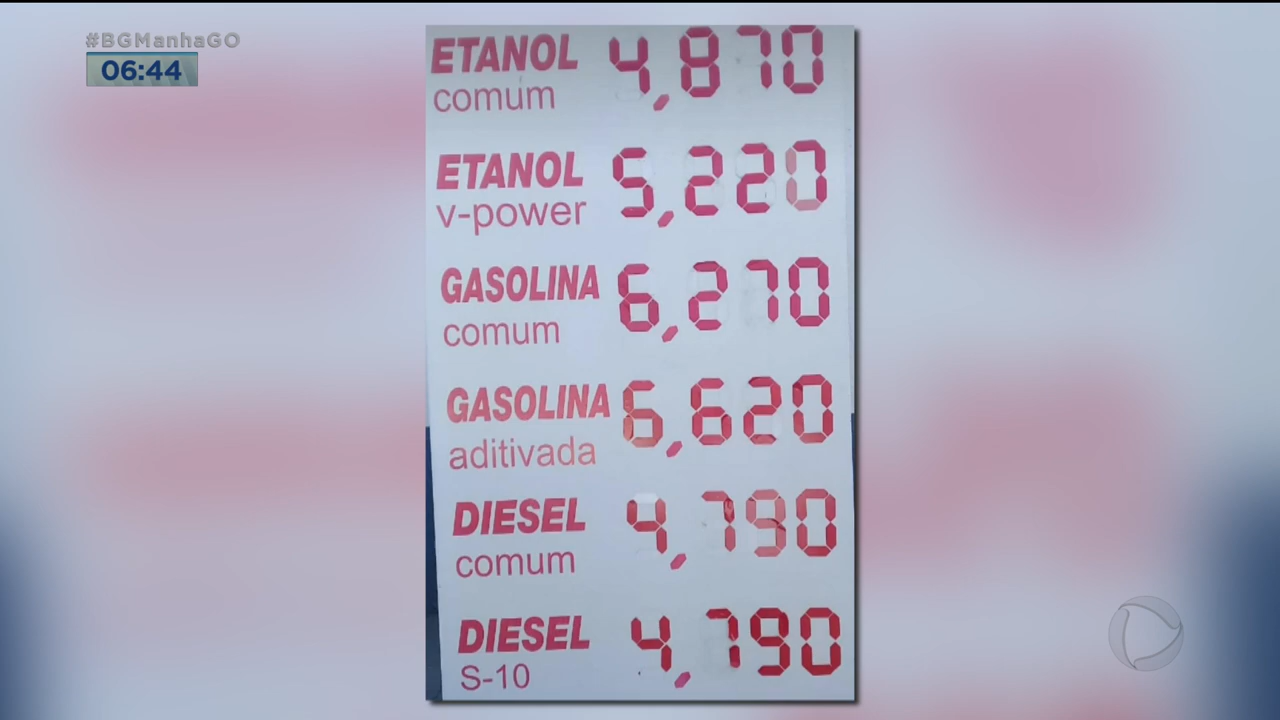 #BGManhaGO
06:44
ETANOL 4,870
comum
ETANOL 5,220
v-power
GASOLINA 6,270
comum
GASOLINA 6,620
aditivada
DIESEL 4,790
comum
DIESEL 4,790
S-10